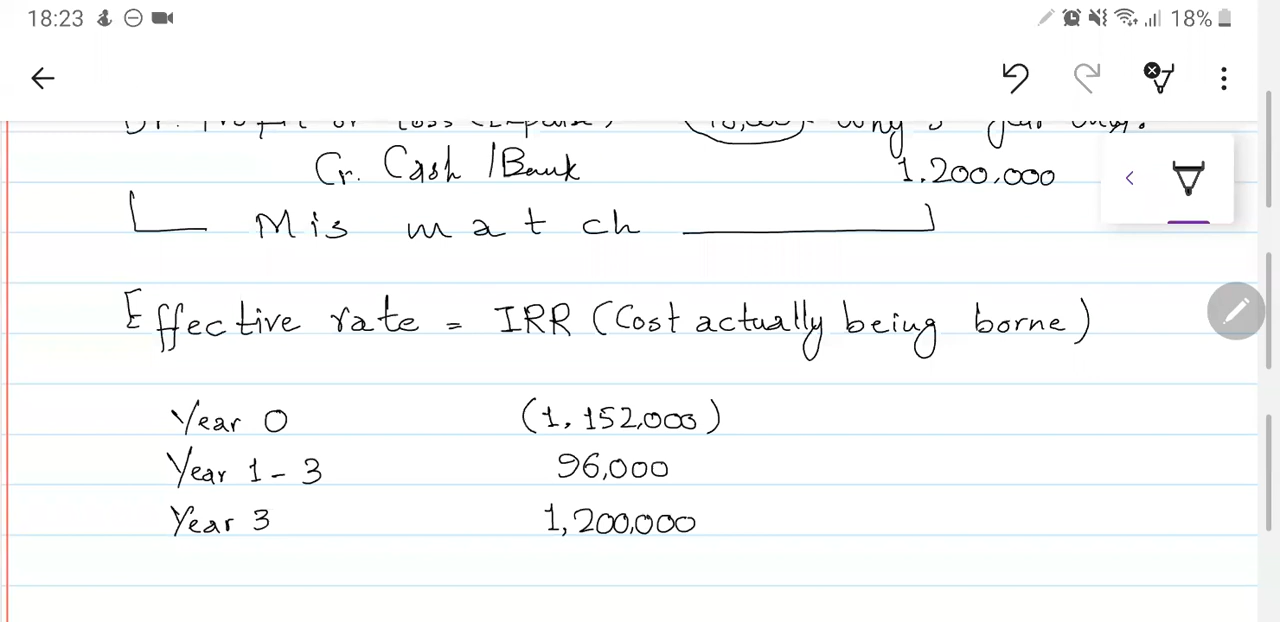 18:23 18%
Cr. Cash / Bank 1.200.000
Mis m a t ch
Effective rate = IRR (Cost actually being borne)
Year 0 (1,152,000)
Year 1 - 3 96,000
Year 3 1,200,000